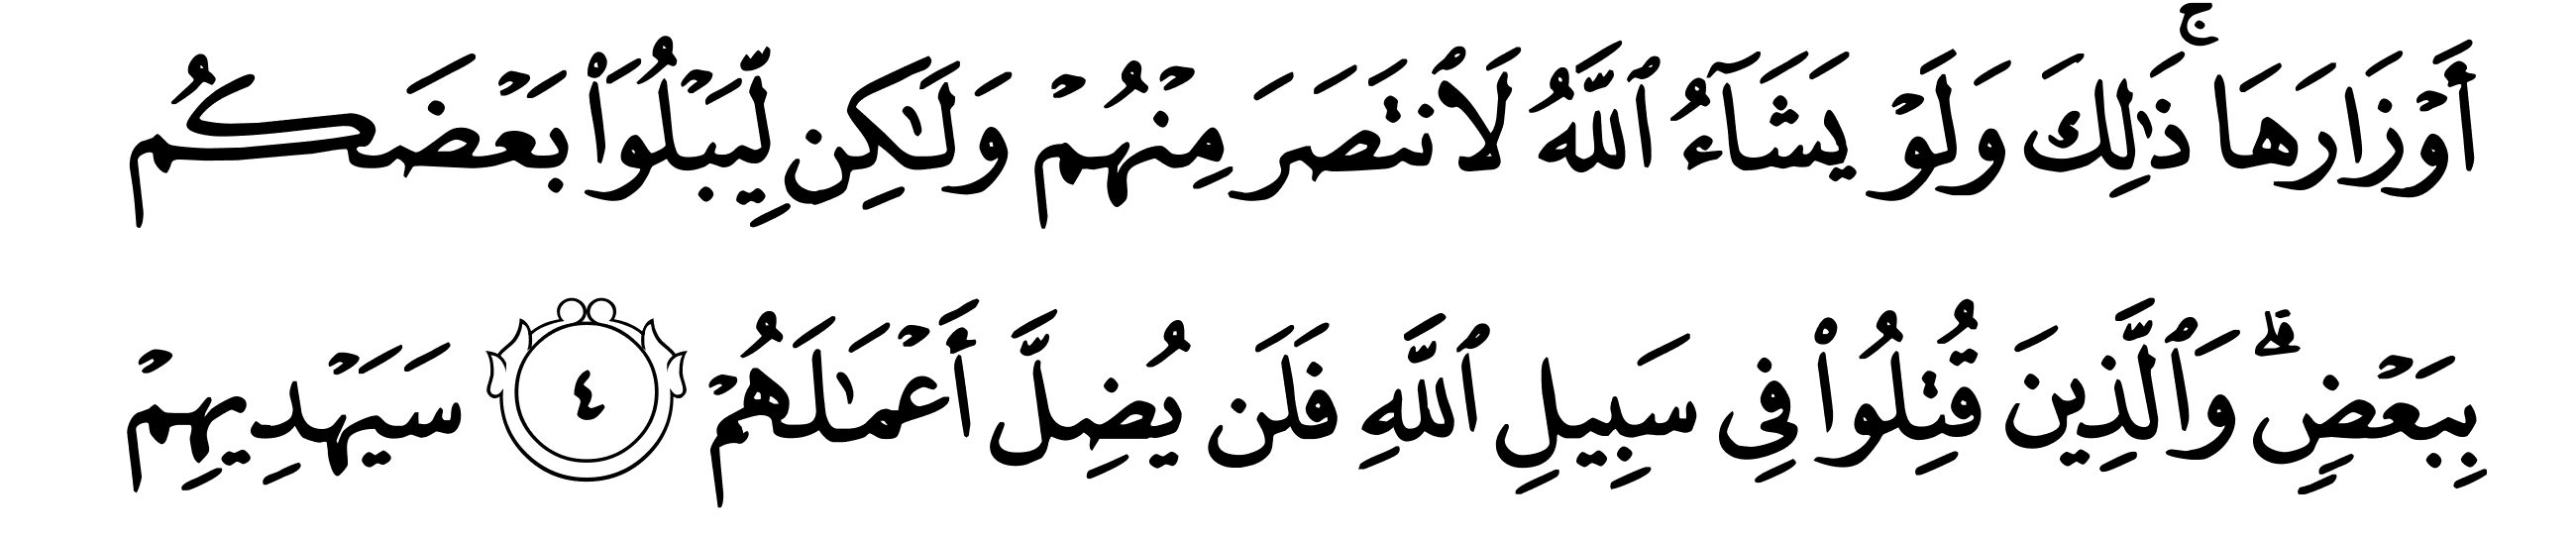 أَوۡزَارَهَاۚ ذَٰلِكَ وَلَوۡ يَشَآءُ ٱللَّهُ لَٱنتَصَرَ مِنۡهُمۡ وَلَٰكِن لِّيَبۡلُوَاْ بَعۡضَكُم
بِبَعۡضٖۗ وَٱلَّذِينَ قُتِلُواْ فِي سَبِيلِ ٱللَّهِ فَلَن يُضِلَّ أَعۡمَٰلَهُمۡ ٤ سَيَهۡدِيهِمۡ